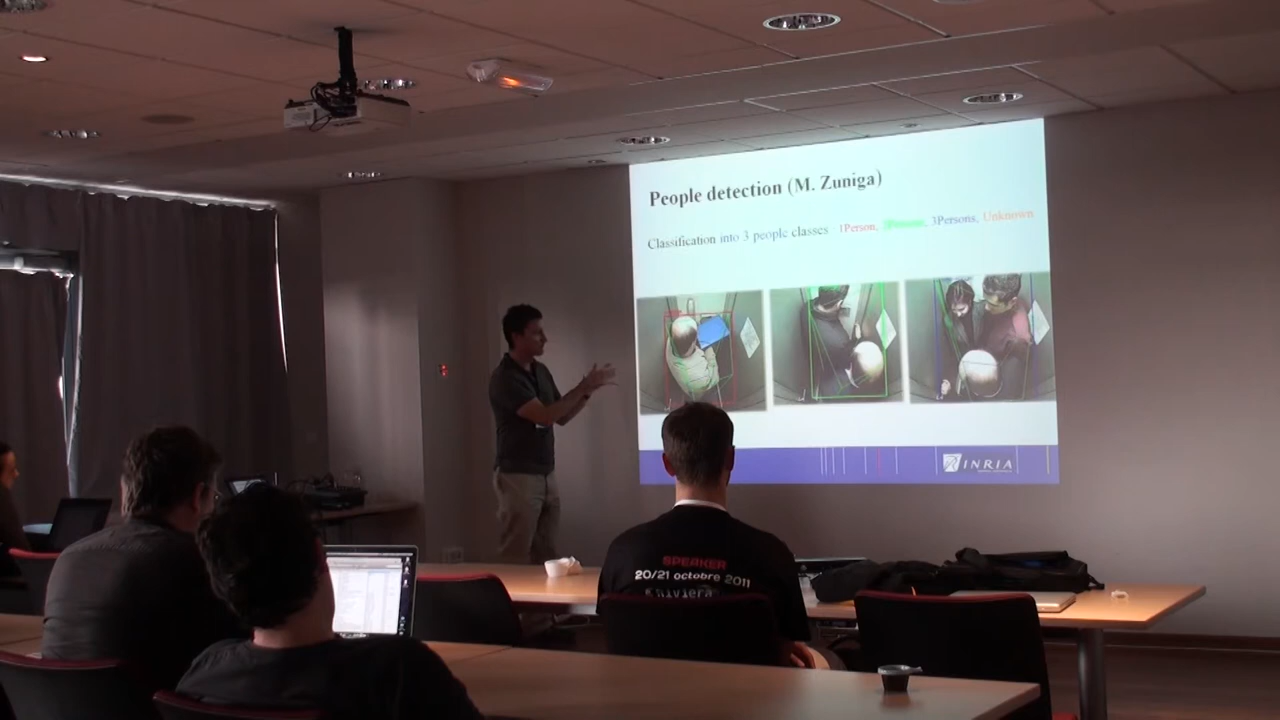 People detection (M. Zuniga)
Classification into 3 people classes 1Person, 3Persons, Unknown
INRIA
SPEAKER
20/21 octobre 2011